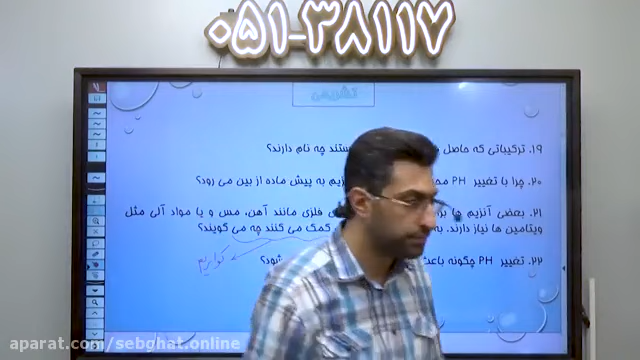 ۰۵۱-۳۸۱۱۷
۱۹. ترکیباتی که حاصل ستند چه نام دارند؟
۲۰. چرا با تغییر PH زیم به پیش ماده از بین می رود؟
۲۱. بعضی آنزیم ها فلزی مانند آهن، مس و یا مواد آلی مثل
ویتامین ها نیاز دارند. به کمک می کنند چه می گویند؟
۲۲. تغییر PH چگونه باعث شود؟
aparat.com/sebghat.online